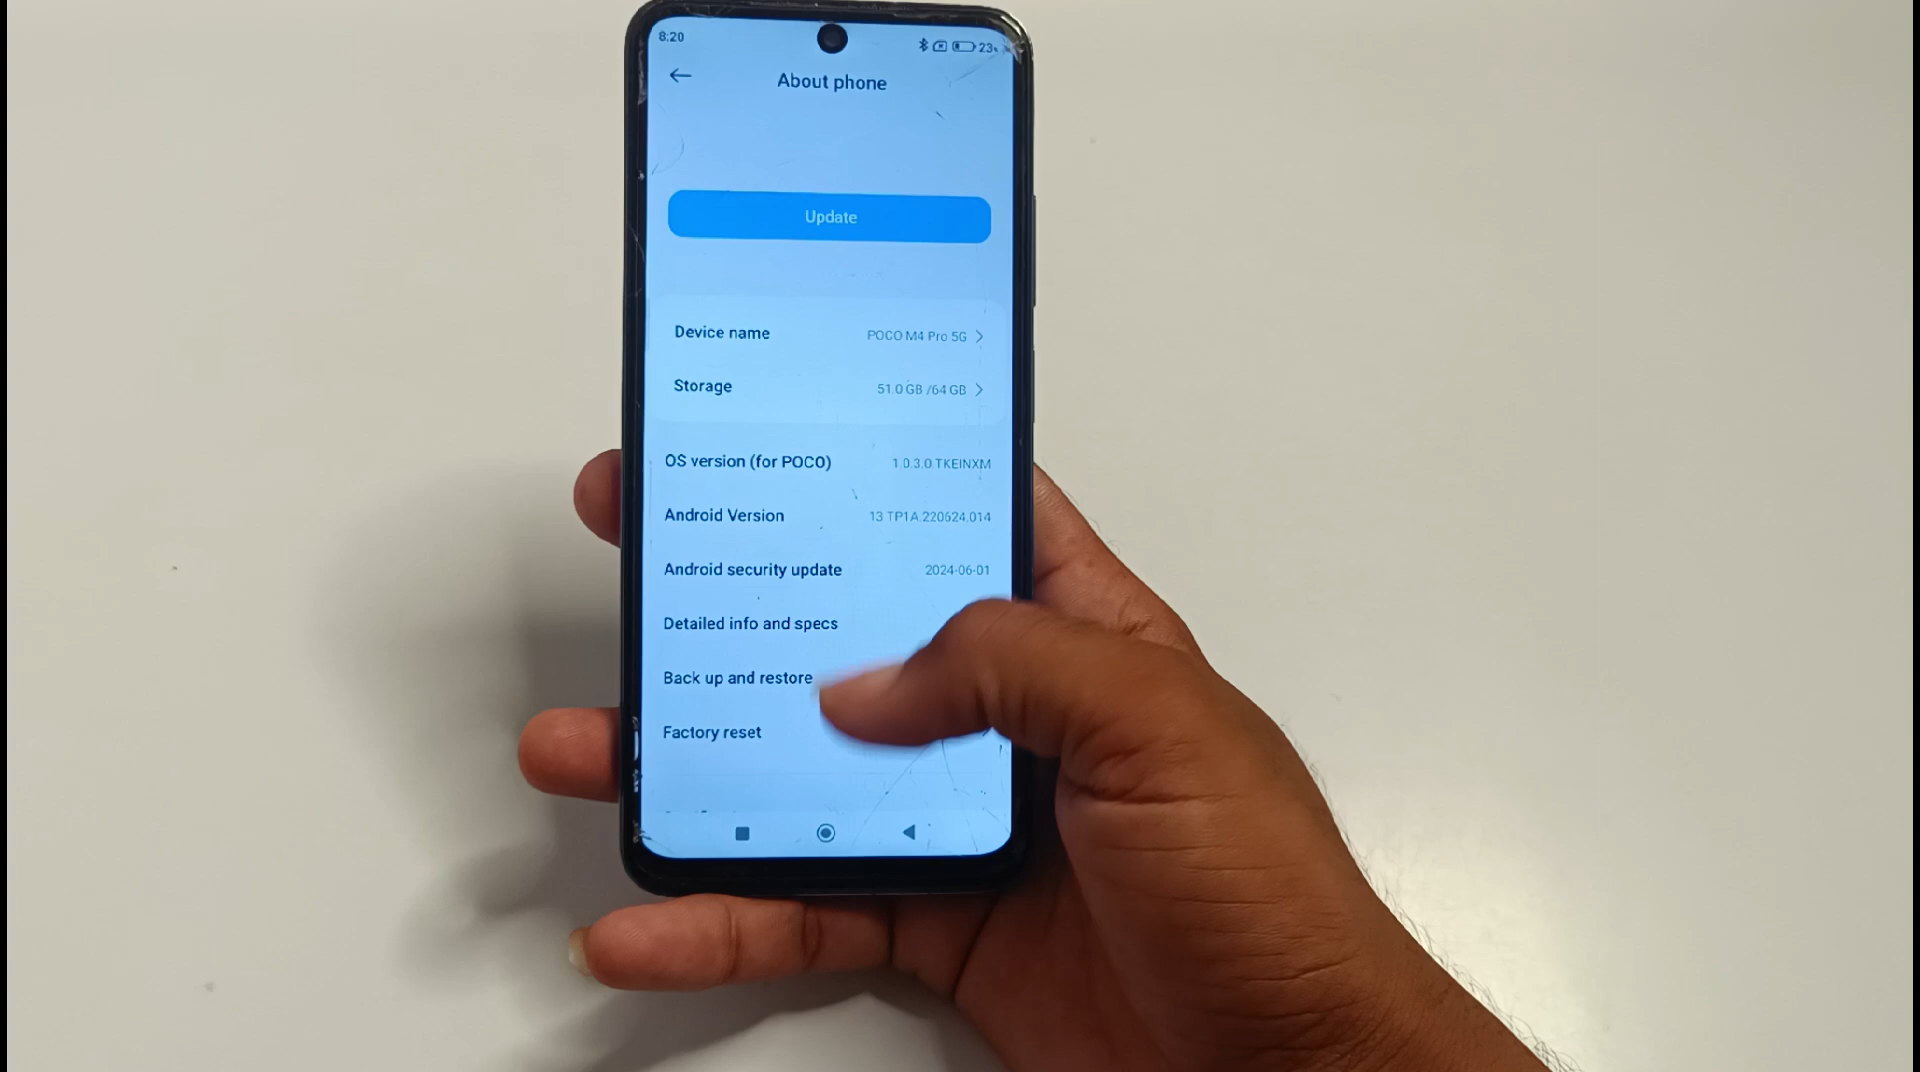 8:20
23%
About phone
Update
Device name POCO M4 Pro 5G
Storage 51.0 GB /64 GB
OS version (for POCO) 1.0.3.0.TKEINXM
Android Version 13 TP1A.220624.014
Android security update 2024-06-01
Detailed info and specs
Back up and restore
Factory reset